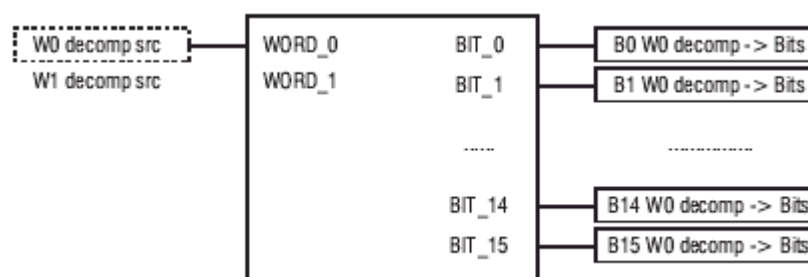 W0 decomp src WORD_0 BIT_0 B0 W0 decomp -> Bits
W1 decomp src WORD_1 BIT_1 B1 W0 decomp -> Bits
...... ................
BIT_14 B14 W0 decomp -> Bits
BIT_15 B15 W0 decomp -> Bits